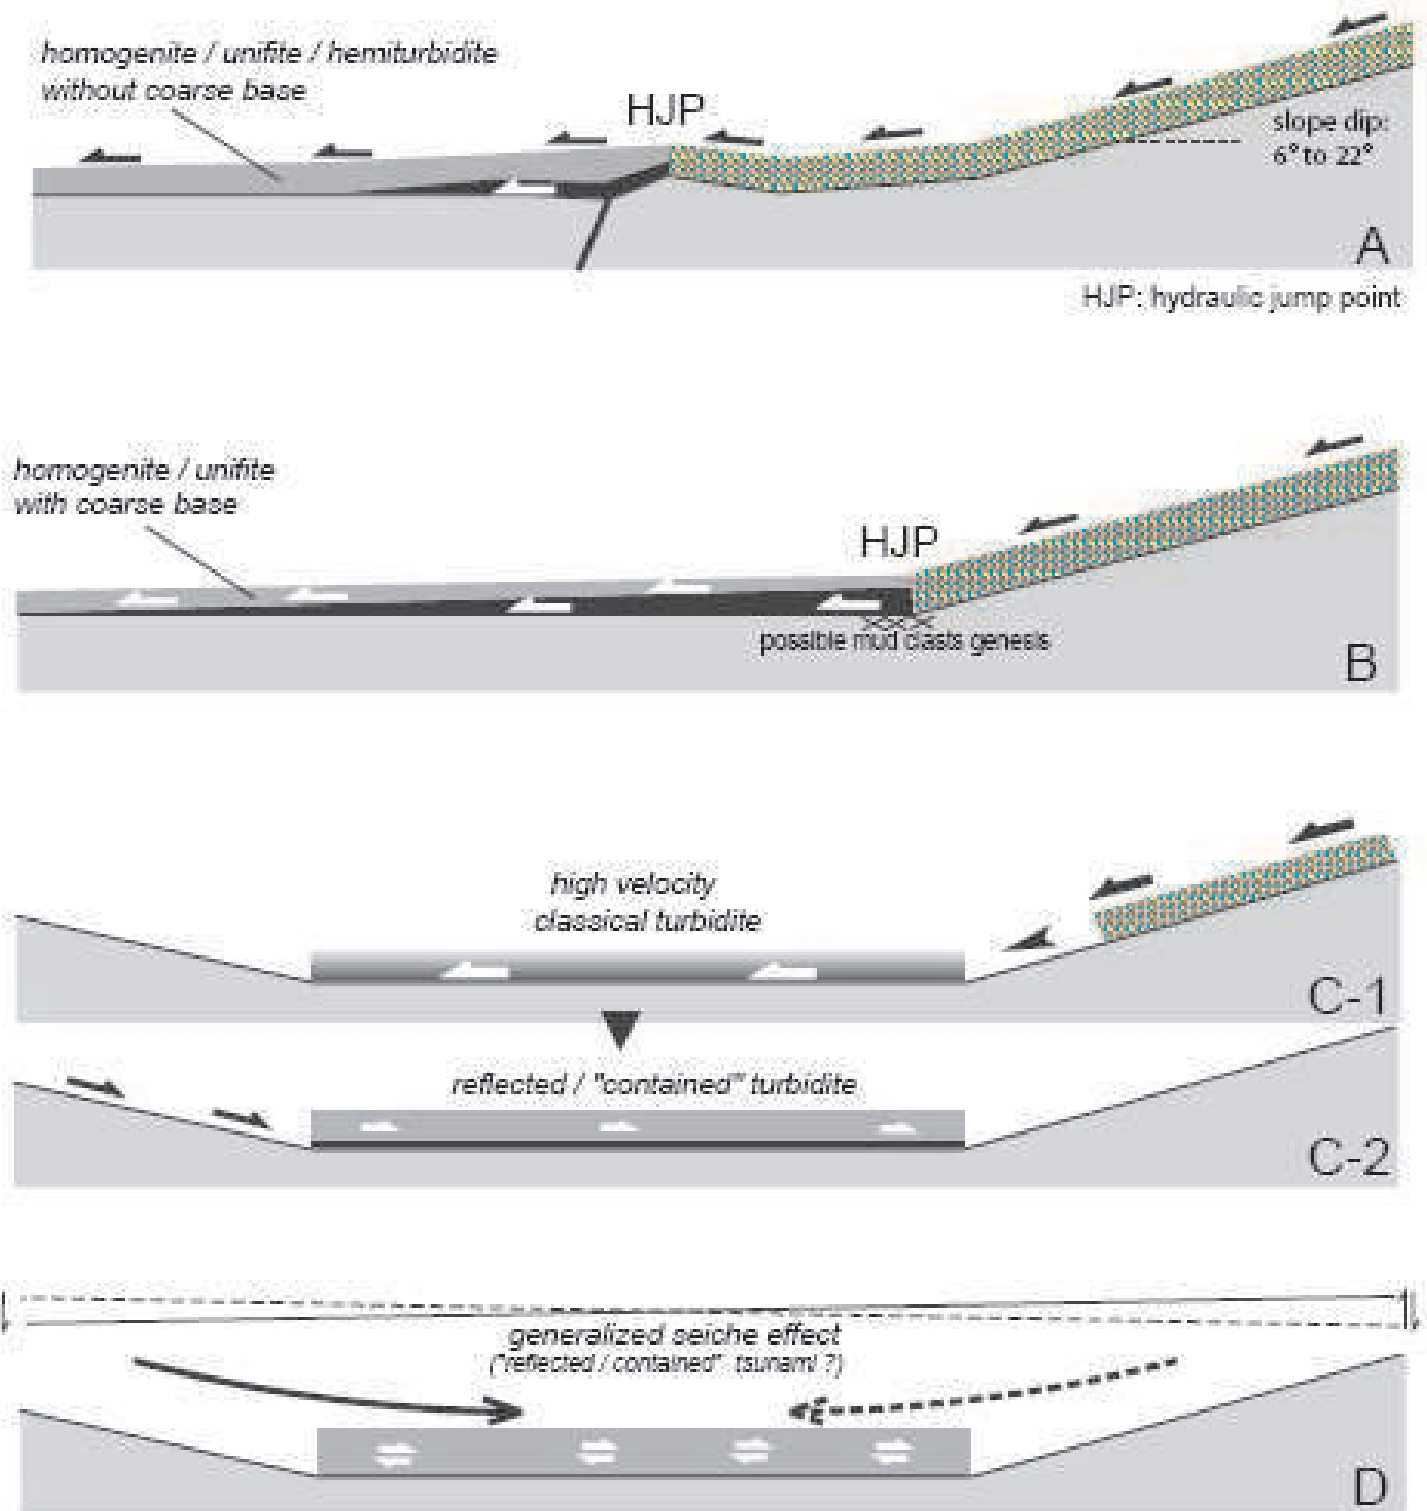 homogenite / unifite / hemiturbidite
without coarse base
HJP
slope dip:
6° to 22°
A
HJP: hydraulic jump point
homogenite / unifite
with coarse base
HJP
possible mud clasts genesis
B
high velocity
classical turbidite
C-1
reflected / "contained" turbidite
C-2
generalized seiche effect
("reflected / contained" tsunami ?)
D